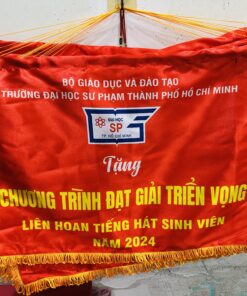 BỘ GIÁO DỤC VÀ ĐÀO TẠO
TRƯỜNG ĐẠI HỌC SƯ PHẠM THÀNH PHỐ HỒ CHÍ MINH
ĐẠI HỌC
SP
TP. HỒ CHÍ MINH
Tặng
CHƯƠNG TRÌNH ĐẠT GIẢI TRIỂN VỌNG
LIÊN HOAN TIẾNG HÁT SINH VIÊN
NĂM 2024